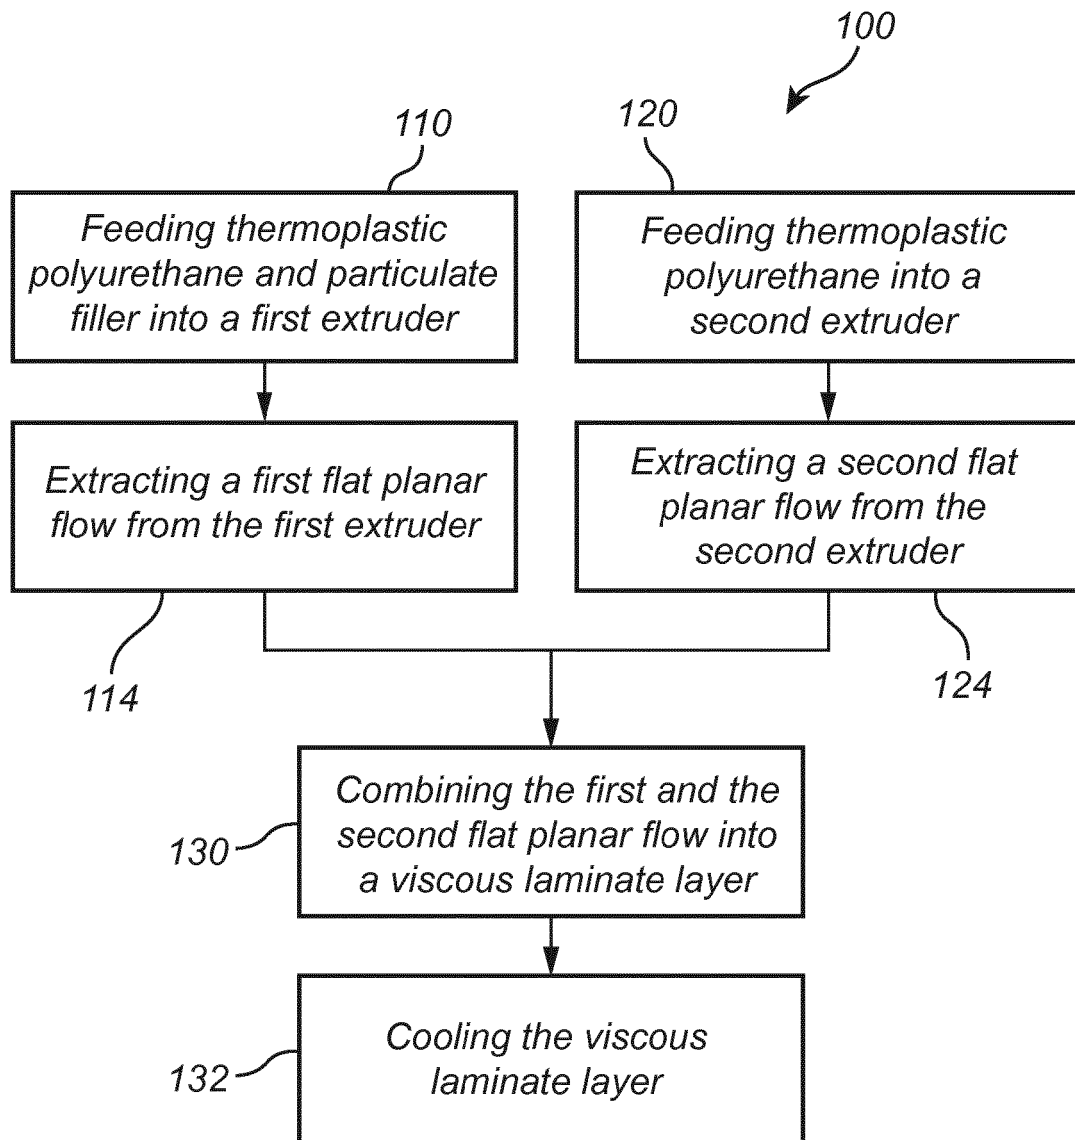 100
110
120
Feeding thermoplastic
polyurethane and particulate
filler into a first extruder
Feeding thermoplastic
polyurethane into a
second extruder
Extracting a first flat planar
flow from the first extruder
Extracting a second flat
planar flow from the
second extruder
114
124
Combining the first and the
second flat planar flow into
a viscous laminate layer
130
Cooling the viscous
laminate layer
132